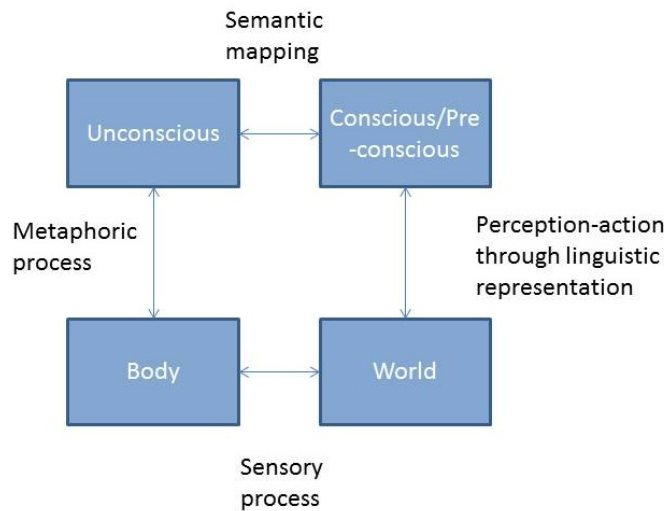 Semantic
mapping
Unconscious
Conscious/Pre
-conscious
Metaphoric
process
Perception-action
through linguistic
representation
Body
World
Sensory
process